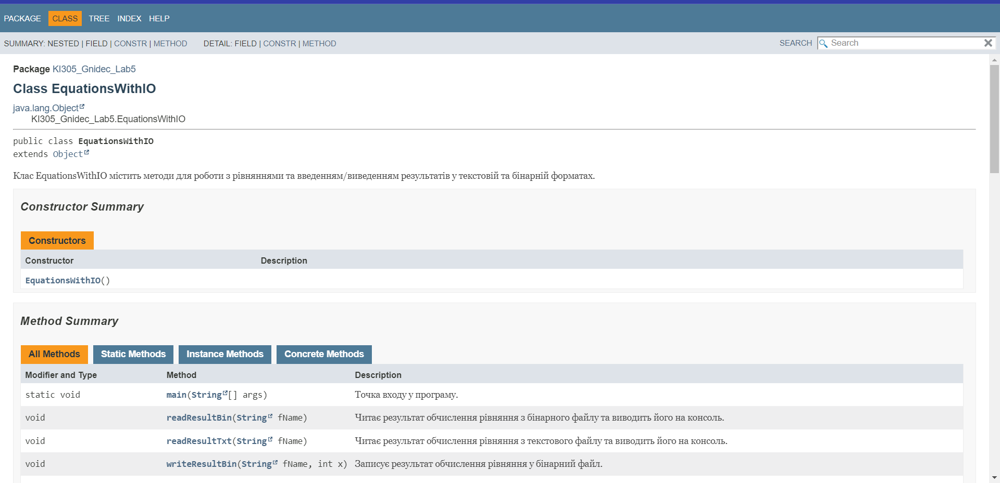 PACKAGE CLASS TREE INDEX HELP
SUMMARY: NESTED | FIELD | CONSTR | METHOD DETAIL: FIELD | CONSTR | METHOD SEARCH Search
Package KI305_Gnidec_Lab5
Class EquationsWithIO
java.lang.Object
KI305_Gnidec_Lab5.EquationsWithIO
public class EquationsWithIO
extends Object
Клас EquationsWithIO містить методи для роботи з рівняннями та введенням/виведенням результатів у текстовій та бінарній форматах.
Constructor Summary
Constructors
Constructor Description
EquationsWithIO()
Method Summary
All Methods Static Methods Instance Methods Concrete Methods
Modifier and Type Method Description
static void main(String[] args) Точка входу у програму.
void readResultBin(String fName) Читає результат обчислення рівняння з бінарного файлу та виводить його на консоль.
void readResultTxt(String fName) Читає результат обчислення рівняння з текстового файлу та виводить його на консоль.
void writeResultBin(String fName, int x) Записує результат обчислення рівняння у бінарний файл.